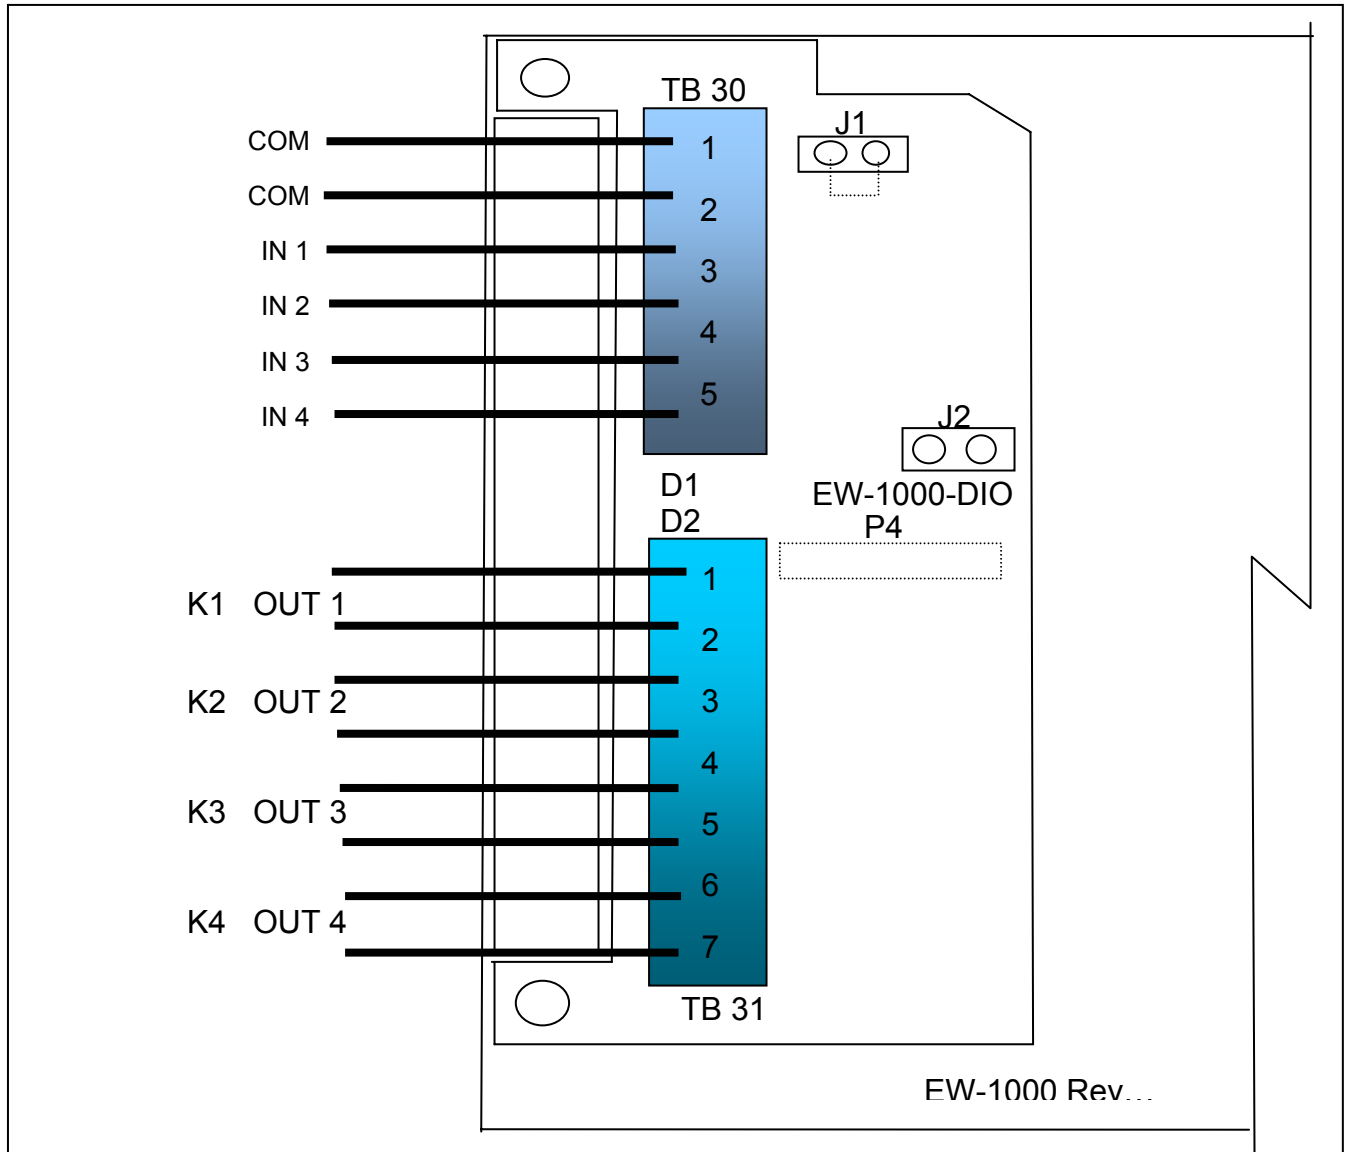 TB 30
J1
COM
1
COM
2
IN 1
3
IN 2
4
IN 3
5
IN 4
J2
D1
EW-1000-DIO
D2
P4
1
K1 OUT 1
2
K2 OUT 2
3
4
K3 OUT 3
5
6
K4 OUT 4
7
TB 31
EW-1000 Rev...